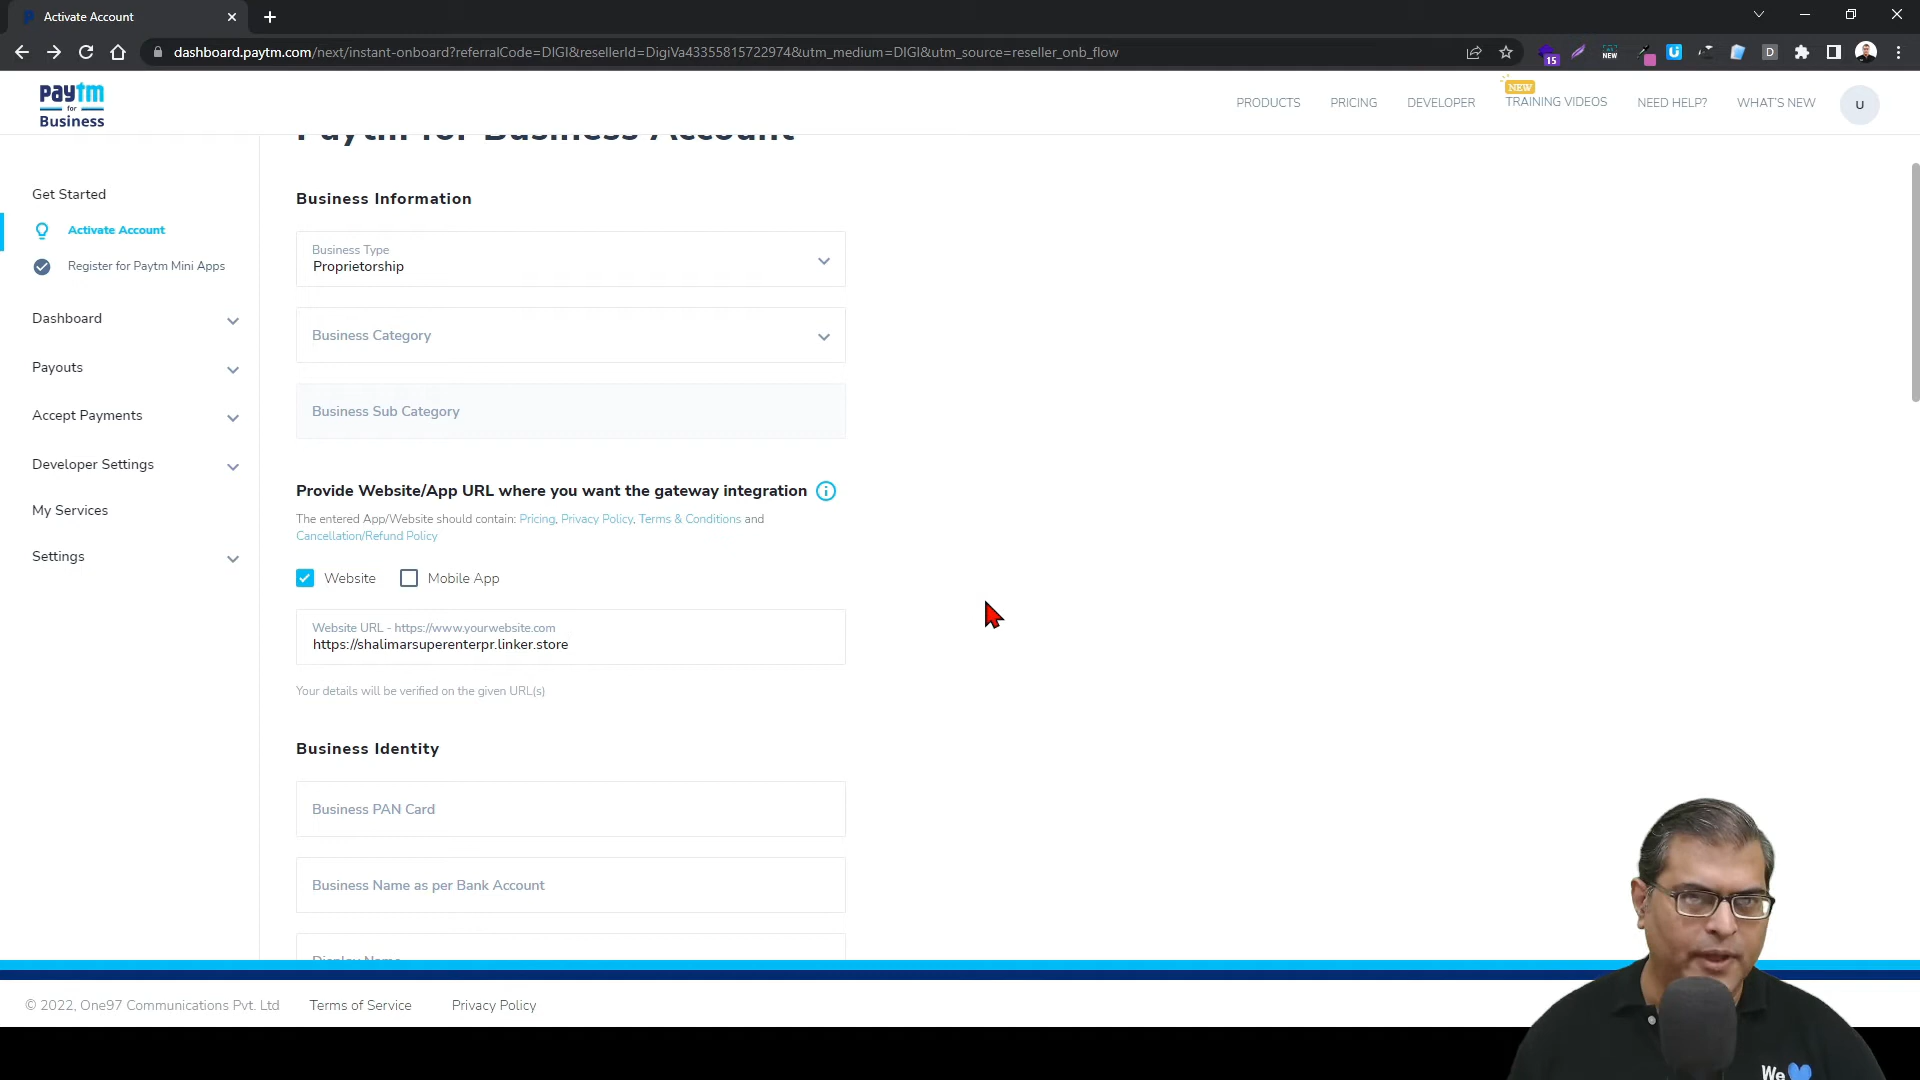 Activate Account
dashboard.paytm.com/next/instant-onboard?referralCode=DIGI&resellerId=DigiVa43355815722974&utm_medium=DIGI&utm_source=reseller_onb_flow
15
NEW
D
paytm
for
Business
PRODUCTS
PRICING
DEVELOPER
NEW
TRAINING VIDEOS
NEED HELP?
WHAT'S NEW
U
Paytm for Business Account
Get Started
Activate Account
Register for Paytm Mini Apps
Dashboard
Payouts
Accept Payments
Developer Settings
My Services
Settings
Business Information
Business Type
Proprietorship
Business Category
Business Sub Category
Provide Website/App URL where you want the gateway integration
The entered App/Website should contain: Pricing, Privacy Policy, Terms & Conditions and
Cancellation/Refund Policy
Website
Mobile App
Website URL - https://www.yourwebsite.com
https://shalimarsuperenterpr.linker.store
Your details will be verified on the given URL(s)
Business Identity
Business PAN Card
Business Name as per Bank Account
Display Name
© 2022, One97 Communications Pvt. Ltd
Terms of Service
Privacy Policy
We